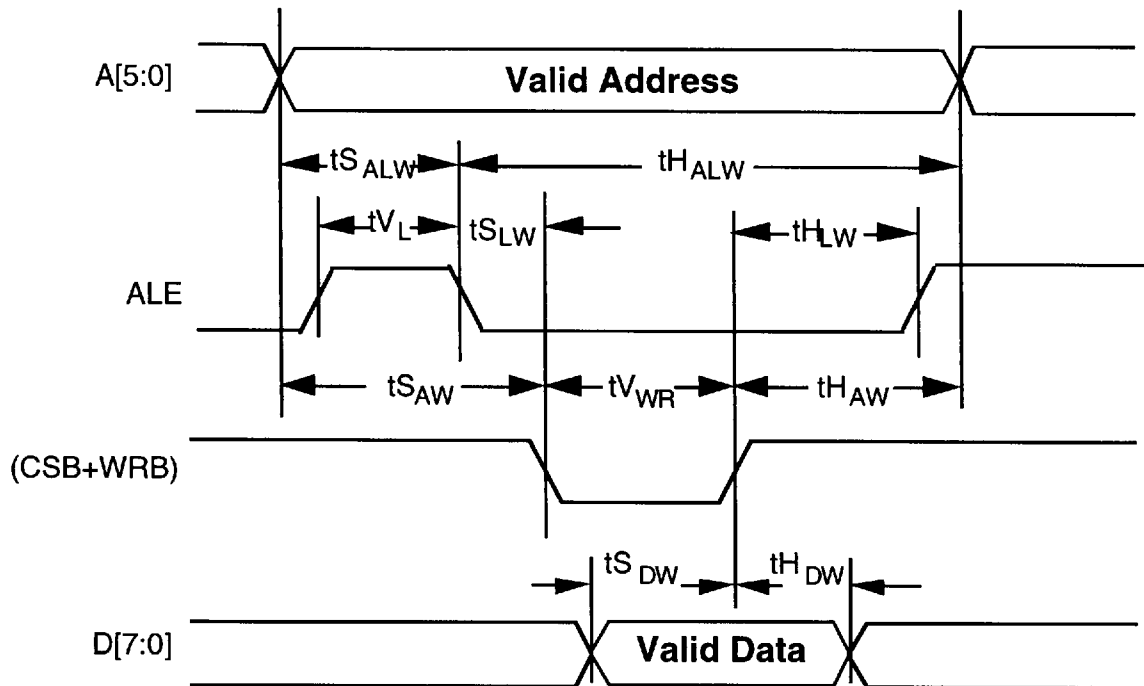 A[5:0]
Valid Address
tS ALW
tH ALW
tV L
tS LW
tH LW
ALE
tS AW
tV WR
tH AW
(CSB+WRB)
tS DW
tH DW
D[7:0]
Valid Data